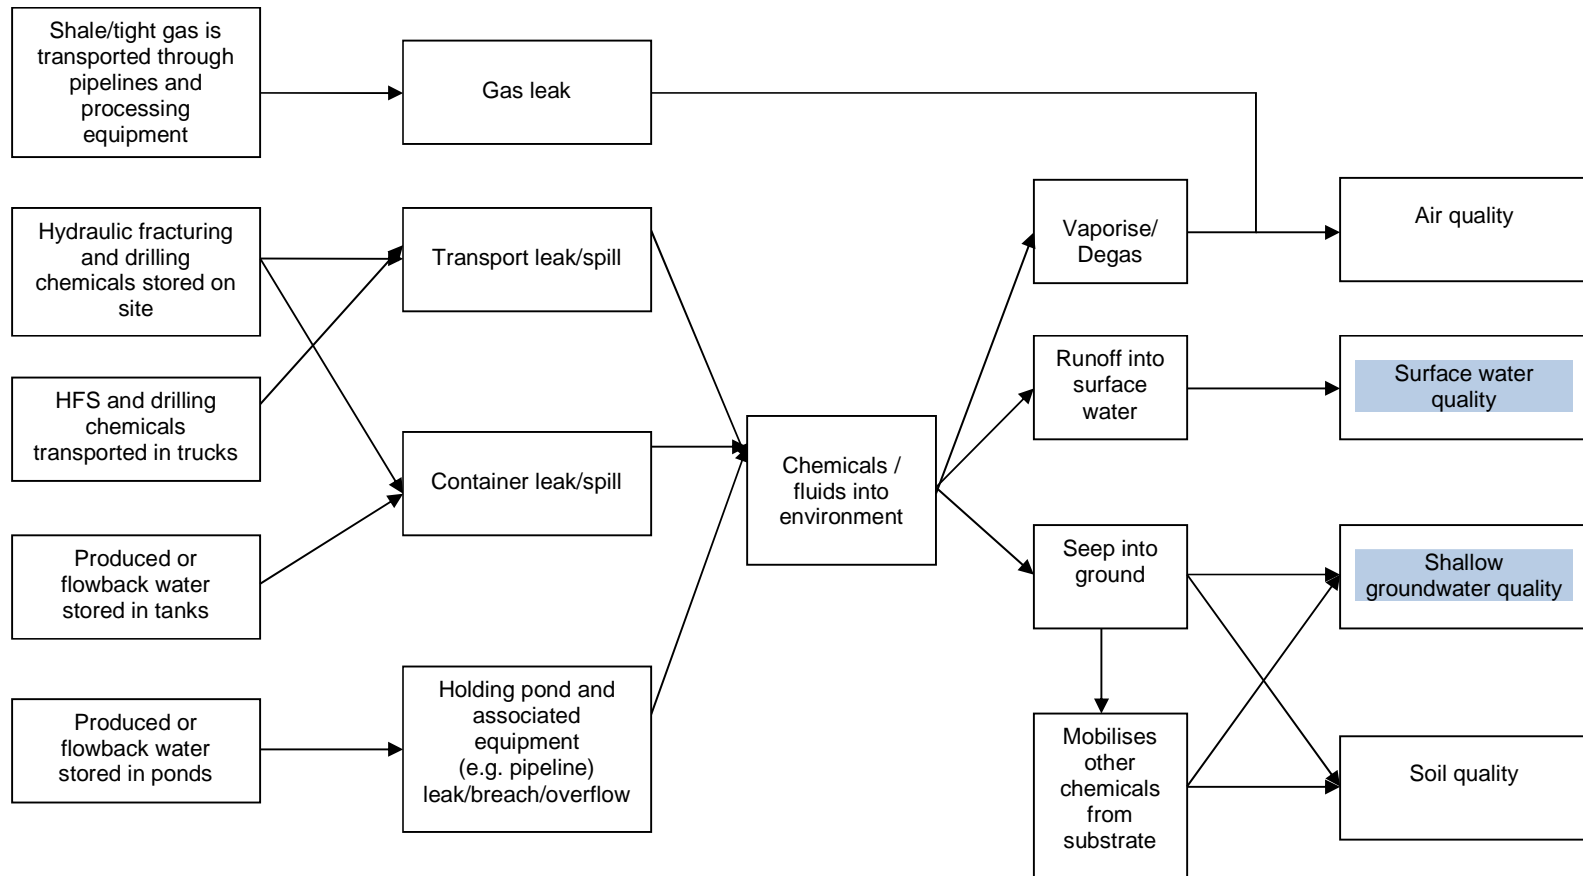 Shale/tight gas is
transported through
pipelines and
processing
equipment
Gas leak
Hydraulic fracturing
and drilling
chemicals stored on
site
Transport leak/spill
Vaporise/
Degas
Air quality
HFS and drilling
chemicals
transported in trucks
Runoff into
surface
water
Surface water
quality
Container leak/spill
Chemicals /
fluids into
environment
Produced or
flowback water
stored in tanks
Seep into
ground
Shallow
groundwater quality
Produced or
flowback water
stored in ponds
Holding pond and
associated
equipment
(e.g. pipeline)
leak/breach/overflow
Mobilises
other
chemicals
from
substrate
Soil quality